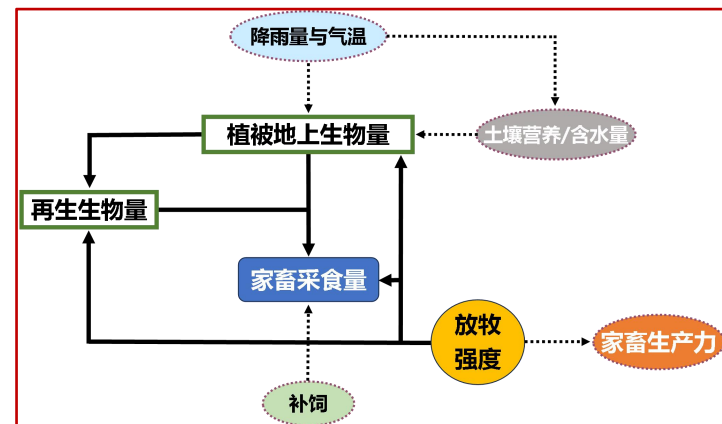 降雨量与气温
植被地上生物量
土壤营养/含水量
再生生物量
家畜采食量
放牧
强度
家畜生产力
补饲